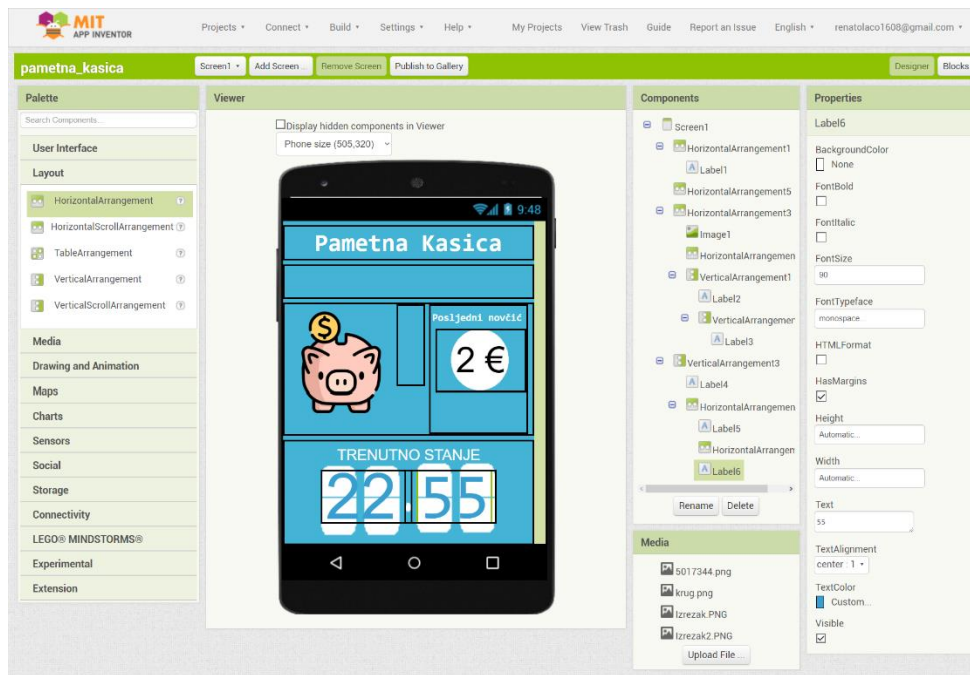 MIT
APP INVENTOR
Projects Connect Build Settings Help My Projects View Trash Guide Report an Issue English renatolaco1608@gmail.com
pametna_kasica Screen1 Add Screen ... Remove Screen Publish to Gallery Designer Blocks
Palette
Search Components...
User Interface
Layout
HorizontalArrangement
HorizontalScrollArrangement
TableArrangement
VerticalArrangement
VerticalScrollArrangement
Media
Drawing and Animation
Maps
Charts
Sensors
Social
Storage
Connectivity
LEGO® MINDSTORMS®
Experimental
Extension
Viewer
Display hidden components in Viewer
Phone size (505,320)
9:48
Pametna Kasica
Posljedni novčić
2 €
TRENUTNO STANJE
22.55
Components
Screen1
HorizontalArrangement1
Label1
HorizontalArrangement5
HorizontalArrangement3
Image1
HorizontalArrangemen
VerticalArrangement1
Label2
VerticalArrangemer
Label3
VerticalArrangement3
Label4
HorizontalArrangemen
Label5
HorizontalArrangen
Label6
Rename Delete
Media
5017344.png
krug.png
Izrezak.PNG
Izrezak2.PNG
Upload File ...
Properties
Label6
BackgroundColor
None
FontBold
FontItalic
FontSize
90
FontTypeface
monospace
HTMLFormat
HasMargins
Height
Automatic...
Width
Automatic...
Text
55
TextAlignment
center : 1
TextColor
Custom...
Visible